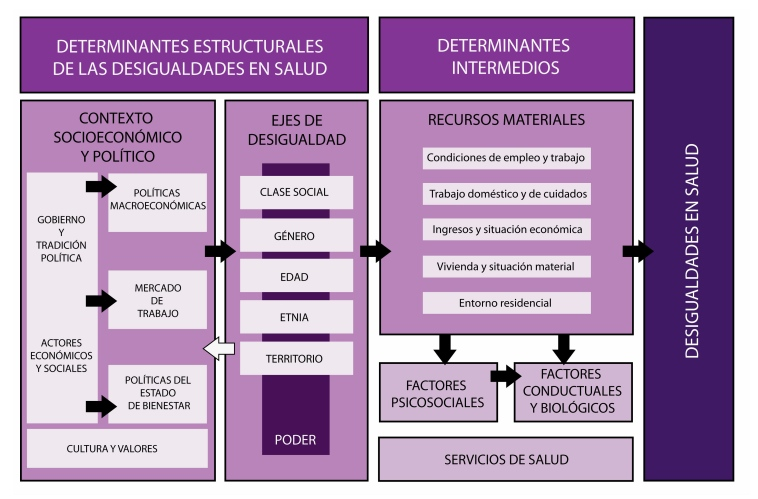 DETERMINANTES ESTRUCTURALES
DE LAS DESIGUALDADES EN SALUD
DETERMINANTES
INTERMEDIOS
CONTEXTO
SOCIOECONÓMICO
Y POLÍTICO
GOBIERNO
Y
TRADICIÓN
POLÍTICA
ACTORES
ECONÓMICOS
Y SOCIALES
POLÍTICAS
MACROECONÓMICAS
MERCADO
DE
TRABAJO
POLÍTICAS DEL
ESTADO
DE BIENESTAR
CULTURA Y VALORES
EJES DE
DESIGUALDAD
CLASE SOCIAL
GÉNERO
EDAD
ETNIA
TERRITORIO
PODER
RECURSOS MATERIALES
Condiciones de empleo y trabajo
Trabajo doméstico y de cuidados
Ingresos y situación económica
Vivienda y situación material
Entorno residencial
FACTORES
PSICOSOCIALES
FACTORES
CONDUCTUALES
Y BIOLÓGICOS
SERVICIOS DE SALUD
DESIGUALDADES EN SALUD